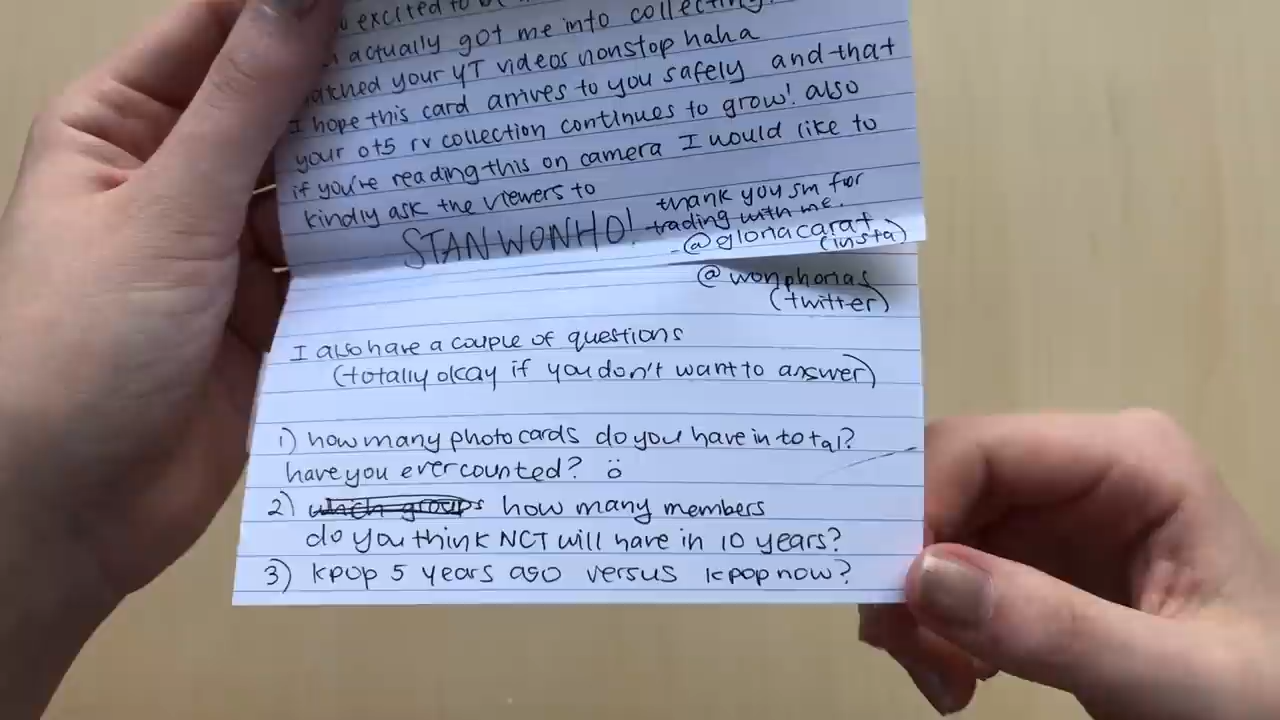 excited to be
actually got me into collecting!
watched your YT videos nonstop haha
I hope this card arrives to you safely and that
your ot5 rv collection continues to grow! also
if you're reading this on camera I would like to
kindly ask the viewers to
STAN WONHO!
thank you sm for
trading with me.
-@gloriacarat
(insta)
@wonphorias
(twitter)
I also have a couple of questions
(totally okay if you don't want to answer)
1) how many photocards do you have in total?
have you ever counted? ö
2) which groups how many members
do you think NCT will have in 10 years?
3) kpop 5 years ago versus kpop now?